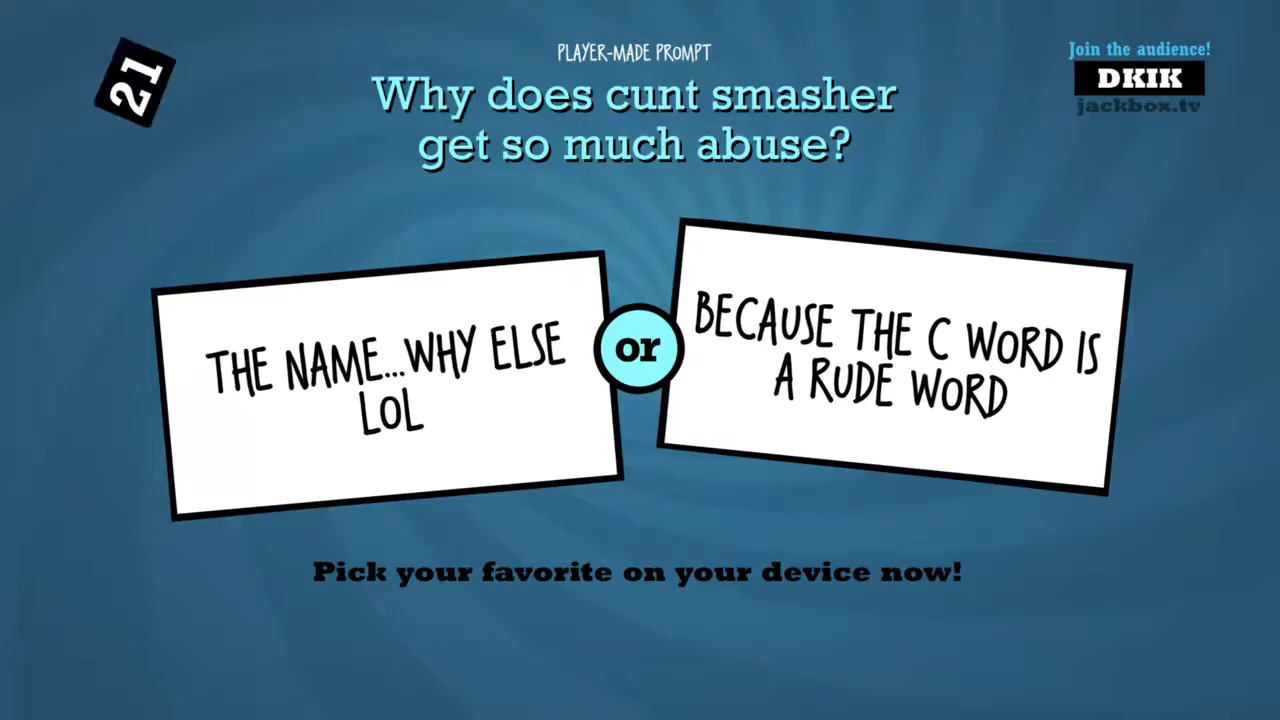 21
PLAYER-MADE PROMPT
Why does cunt smasher
get so much abuse?
Join the audience!
DKIK
jackbox.tv
THE NAME...WHY ELSE
LOL
or
BECAUSE THE C WORD IS
A RUDE WORD
Pick your favorite on your device now!